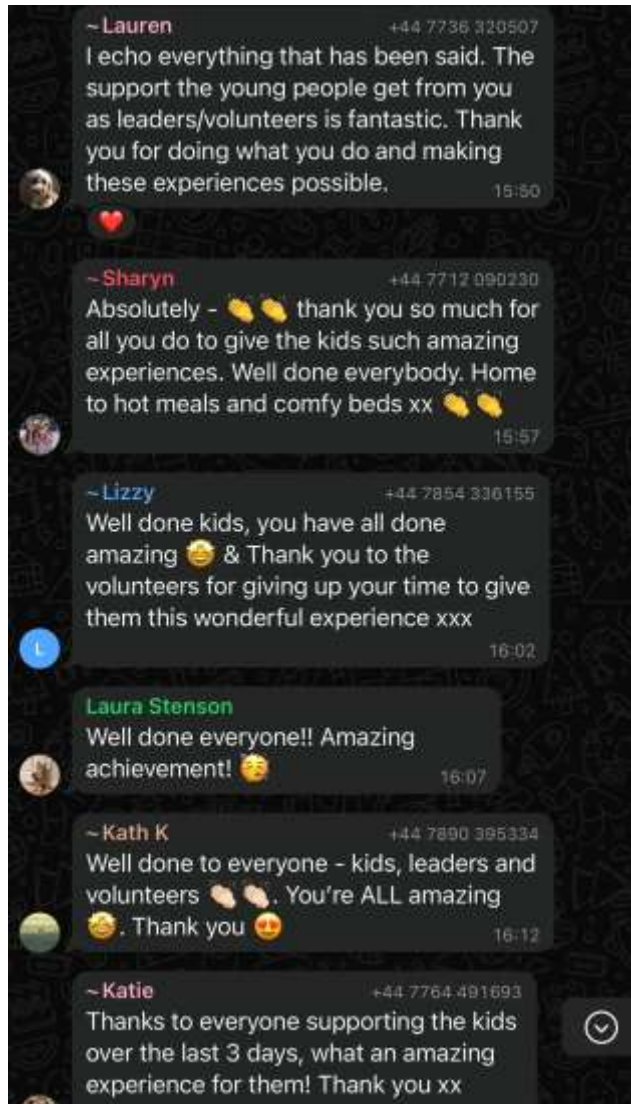 ~Lauren +44 7736 320507
I echo everything that has been said. The
support the young people get from you
as leaders/volunteers is fantastic. Thank
you for doing what you do and making
these experiences possible. 15:50
❤️
~Sharyn +44 7712 090230
Absolutely - 👏👏 thank you so much for
all you do to give the kids such amazing
experiences. Well done everybody. Home
to hot meals and comfy beds xx 👏👏
15:57
~Lizzy +44 7854 336155
Well done kids, you have all done
amazing 🤩 & Thank you to the
volunteers for giving up your time to give
them this wonderful experience xxx
L
16:02
Laura Stenson
Well done everyone!! Amazing
achievement! 🥳 16:07
~Kath K +44 7890 395334
Well done to everyone - kids, leaders and
volunteers 👏🏻👏🏻. You're ALL amazing
🤩. Thank you 😍 16:12
~Katie +44 7764 491693
Thanks to everyone supporting the kids
over the last 3 days, what an amazing
experience for them! Thank you xx